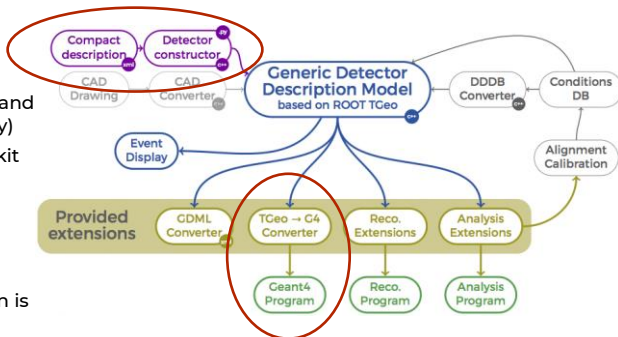 Compact
description
xml
Detector
constructor
.py
C++
CAD
Drawing
CAD
Converter
C++
Generic Detector
Description Model
based on ROOT TGeo
C++
DDDB
Converter
C++
Conditions
DB
and
y)
kit
Event
Display
Alignment
Calibration
Provided
extensions
GDML
Converter
TGeo → G4
Converter
Reco.
Extensions
Analysis
Extensions
Geant4
Program
Reco.
Program
Analysis
Program
n is